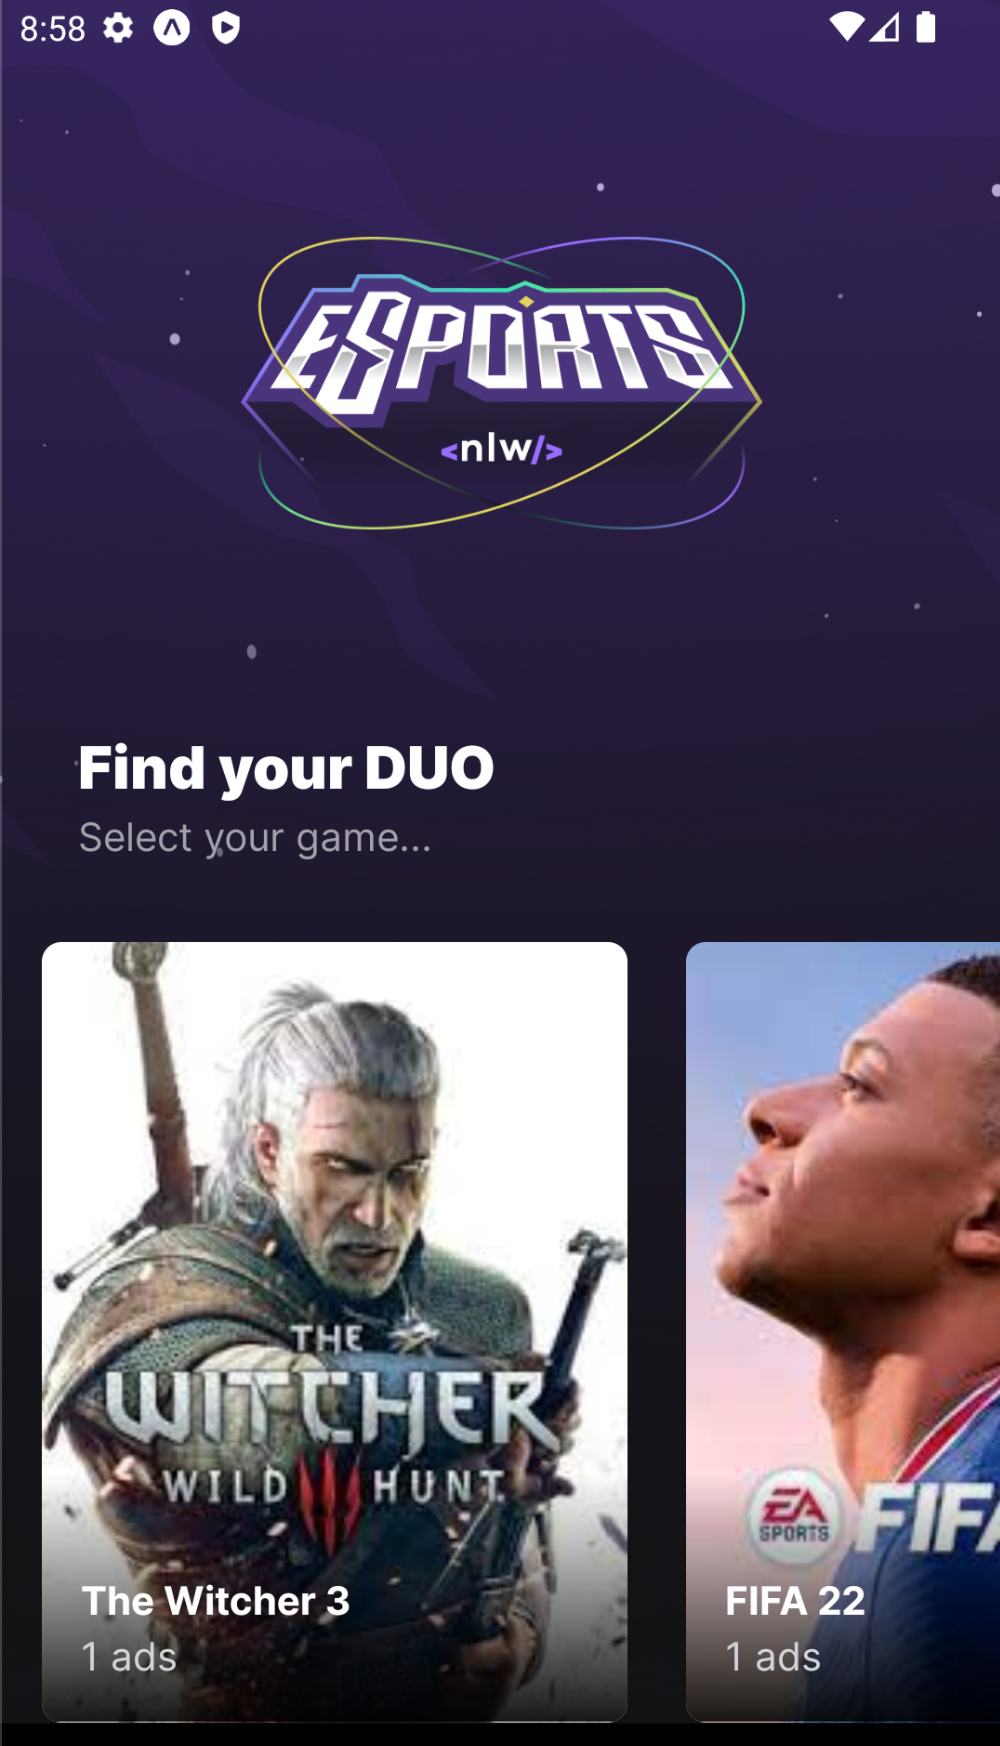 8:58
ESPORTS
<nlw/>
Find your DUO
Select your game...
THE
WITCHER
WILD HUNT
The Witcher 3
1 ads
EA
SPORTS
FIFA
FIFA 22
1 ads